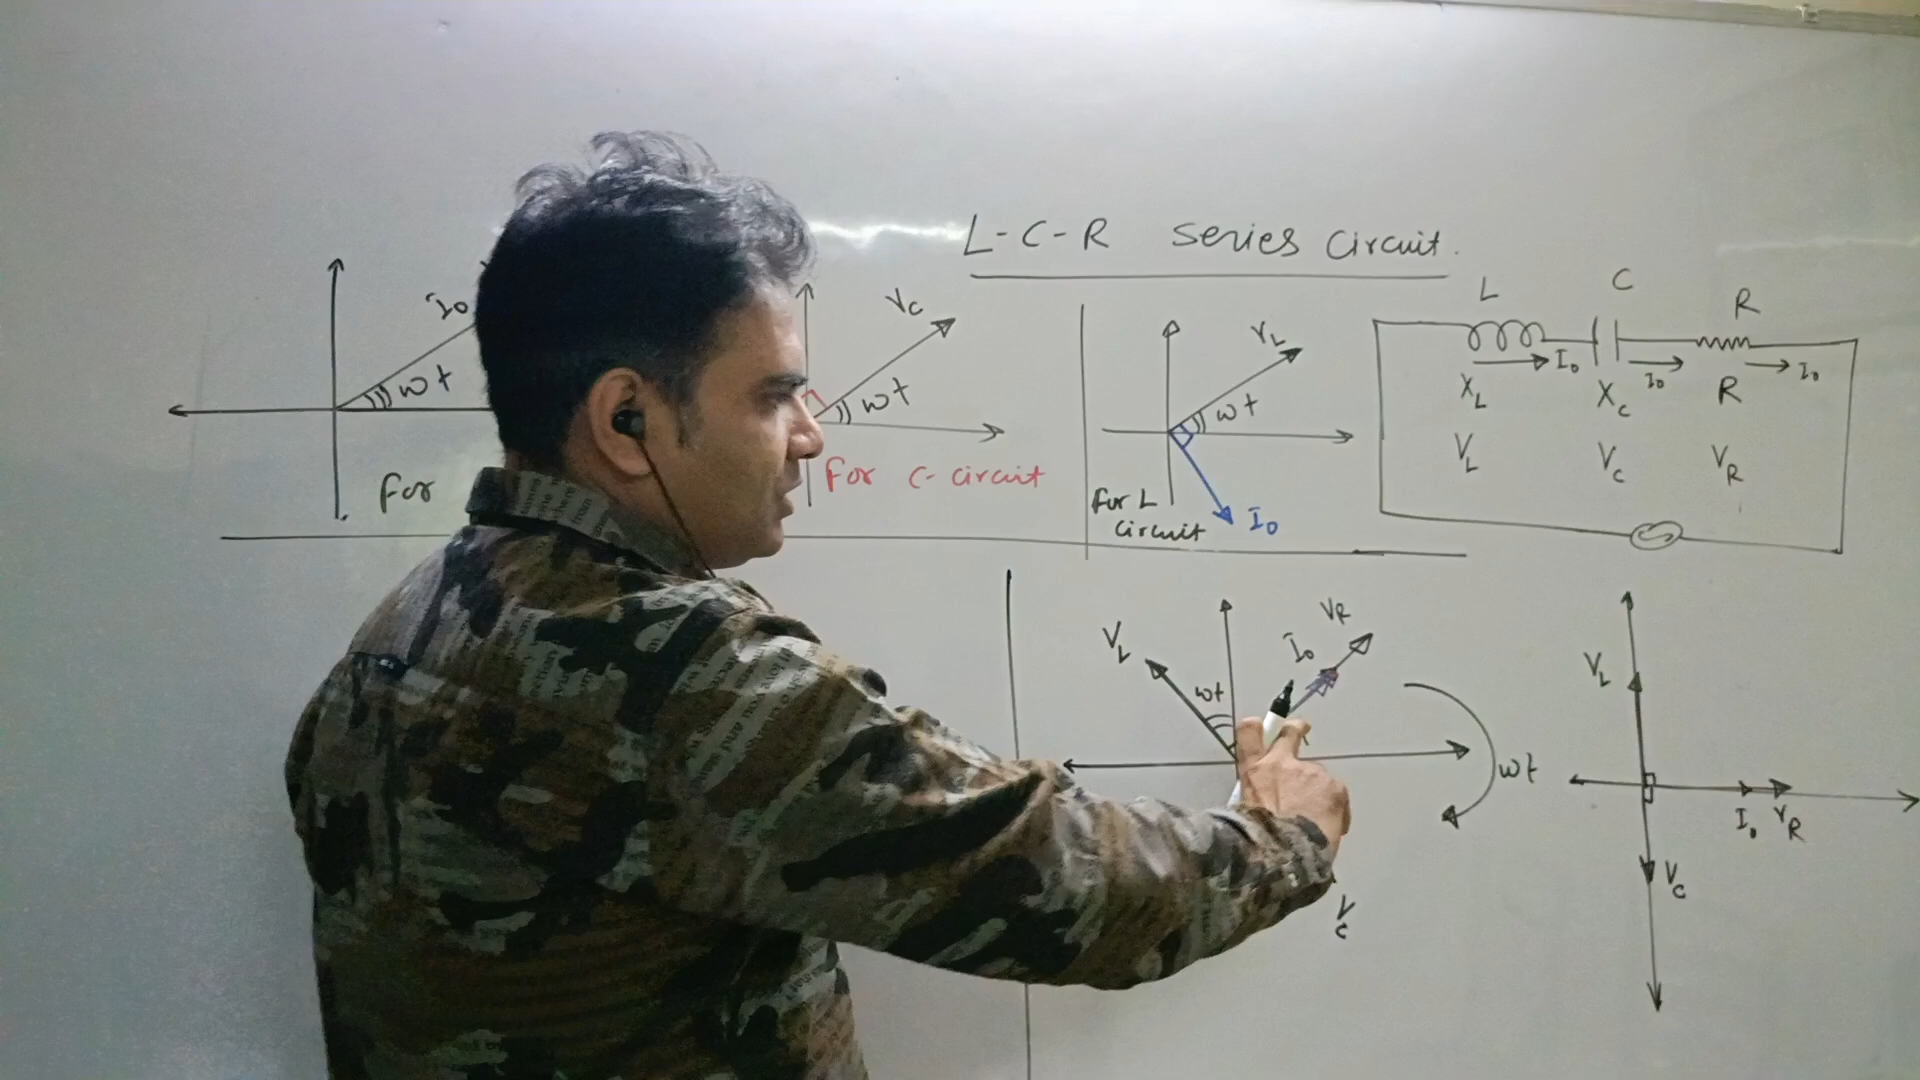 L-C-R Series Circuit.
I₀
ωt
For
V_C
ωt
For C-Circuit
V_L
ωt
I₀
For L
Circuit
L
C
R
I₀
I₀
I₀
X_L
X_C
R
V_L
V_C
V_R
V_L
ωt
I₀
V_R
ωt
V_C
V_L
I₀ V_R
V_C